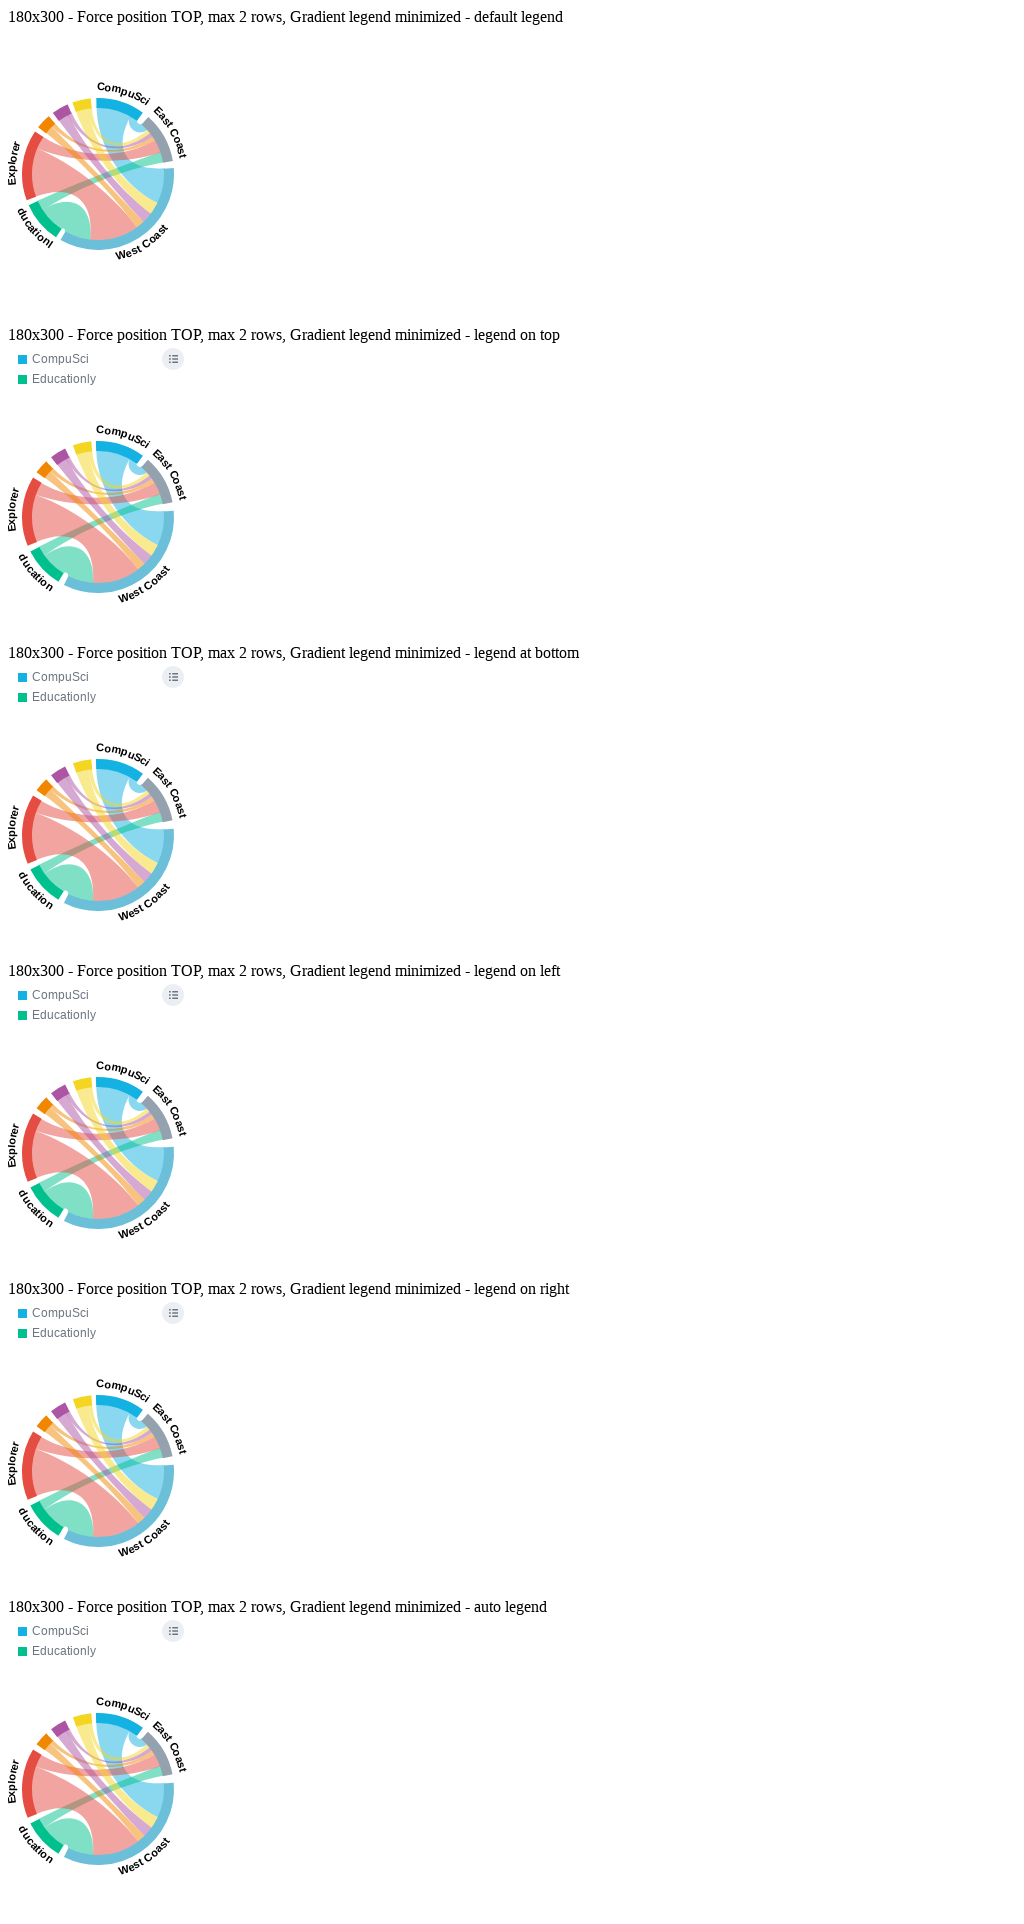 180x300 - Force position TOP, max 2 rows, Gradient legend minimized - default legend
CompuSci
East Coast
Explorer
ducationl
West Coast
180x300 - Force position TOP, max 2 rows, Gradient legend minimized - legend on top
CompuSci
Educationly
CompuSci
East Coast
Explorer
ducation
West Coast
180x300 - Force position TOP, max 2 rows, Gradient legend minimized - legend at bottom
CompuSci
Educationly
CompuSci
East Coast
Explorer
ducation
West Coast
180x300 - Force position TOP, max 2 rows, Gradient legend minimized - legend on left
CompuSci
Educationly
CompuSci
East Coast
Explorer
ducation
West Coast
180x300 - Force position TOP, max 2 rows, Gradient legend minimized - legend on right
CompuSci
Educationly
CompuSci
East Coast
Explorer
ducation
West Coast
180x300 - Force position TOP, max 2 rows, Gradient legend minimized - auto legend
CompuSci
Educationly
CompuSci
East Coast
Explorer
ducation
West Coast